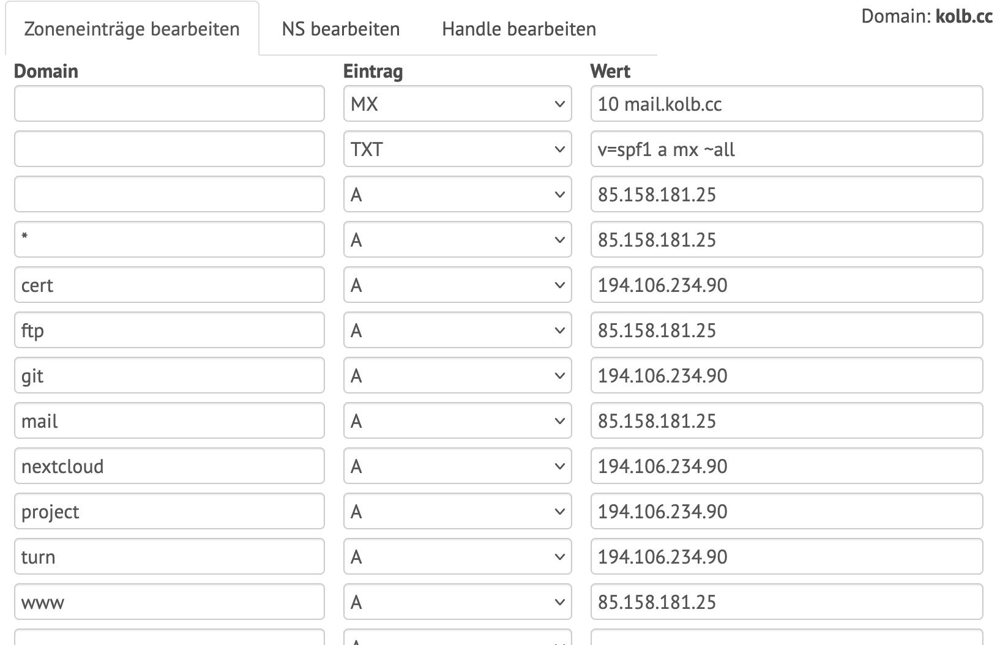 Zoneneinträge bearbeiten NS bearbeiten Handle bearbeiten Domain: kolb.cc
Domain Eintrag Wert
MX 10 mail.kolb.cc
TXT v=spf1 a mx ~all
A 85.158.181.25
* A 85.158.181.25
cert A 194.106.234.90
ftp A 85.158.181.25
git A 194.106.234.90
mail A 85.158.181.25
nextcloud A 194.106.234.90
project A 194.106.234.90
turn A 194.106.234.90
www A 85.158.181.25
A